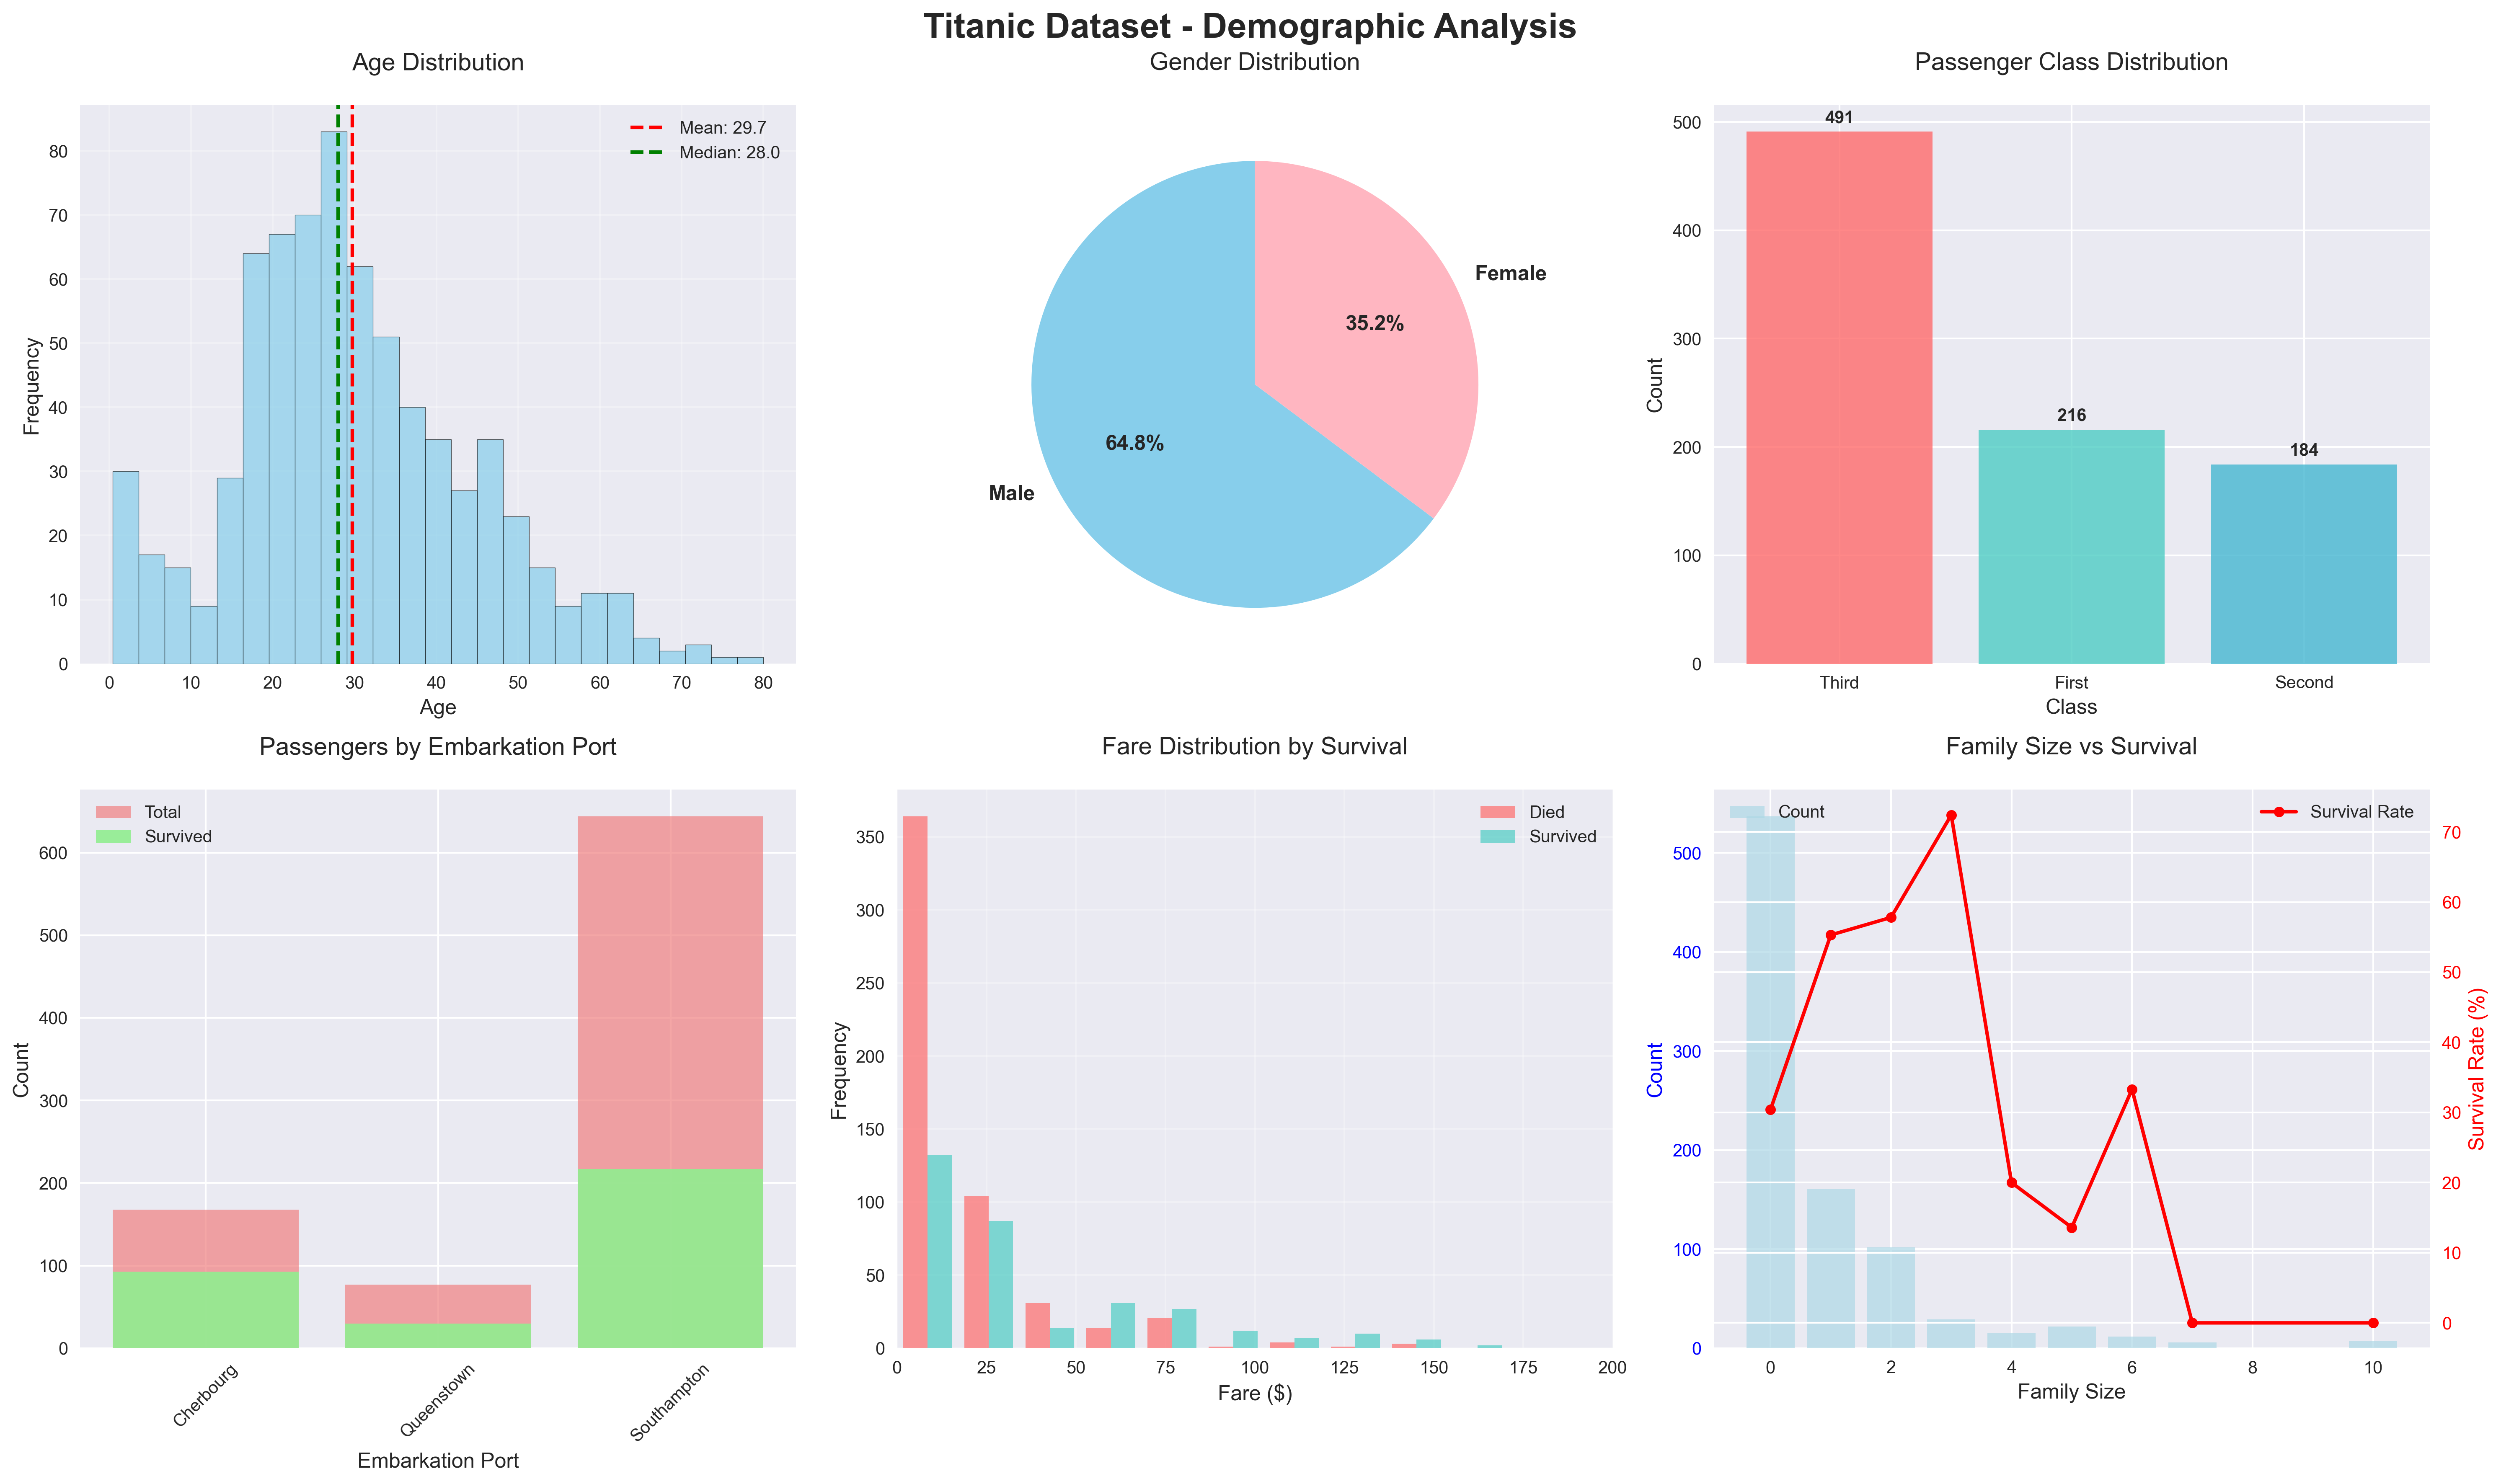 Titanic Dataset - Demographic Analysis
Age Distribution
Mean: 29.7
Median: 28.0
Frequency
80
70
60
50
40
30
20
10
0
0 10 20 30 40 50 60 70 80
Age
Gender Distribution
Female
35.2%
64.8%
Male
Passenger Class Distribution
Count
500
400
300
200
100
0
491
216
184
Third First Second
Class
Passengers by Embarkation Port
Total
Survived
Count
600
500
400
300
200
100
0
Cherbourg
Queenstown
Southampton
Embarkation Port
Fare Distribution by Survival
Died
Survived
Frequency
350
300
250
200
150
100
50
0
0 25 50 75 100 125 150 175 200
Fare ($)
Family Size vs Survival
Count
Survival Rate
Count
500
400
300
200
100
0
0 2 4 6 8 10
Family Size
70
60
50
40
30
20
10
0
Survival Rate (%)